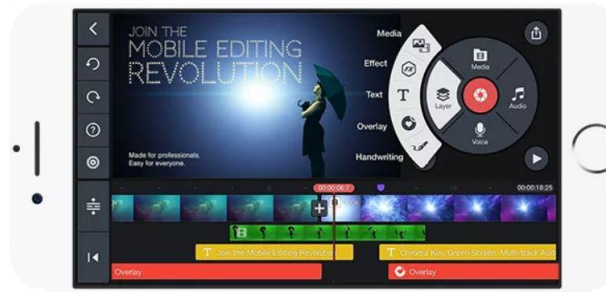 JOIN THE
MOBILE EDITING
REVOLUTION
Made for professionals.
Easy for everyone.
Media
Effect
Text
Overlay
Handwriting
Media
Layer
Audio
Voice
00:00:06:7
00:00:18:25
T Join the Mobile Editing Revolution
T Chroma Key, Green Screen, Multi-track Aud
Overlay
Overlay